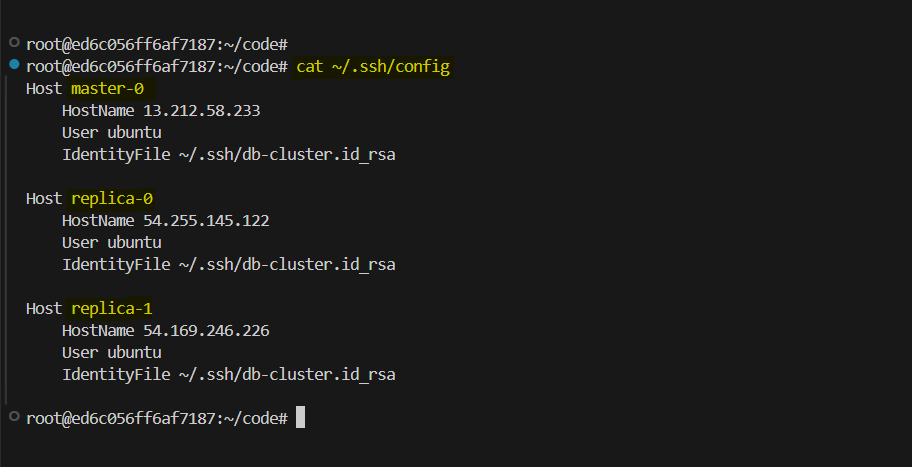 root@ed6c056ff6af7187:~/code#
root@ed6c056ff6af7187:~/code# cat ~/.ssh/config
Host master-0
    HostName 13.212.58.233
    User ubuntu
    IdentityFile ~/.ssh/db-cluster.id_rsa

Host replica-0
    HostName 54.255.145.122
    User ubuntu
    IdentityFile ~/.ssh/db-cluster.id_rsa

Host replica-1
    HostName 54.169.246.226
    User ubuntu
    IdentityFile ~/.ssh/db-cluster.id_rsa

root@ed6c056ff6af7187:~/code#